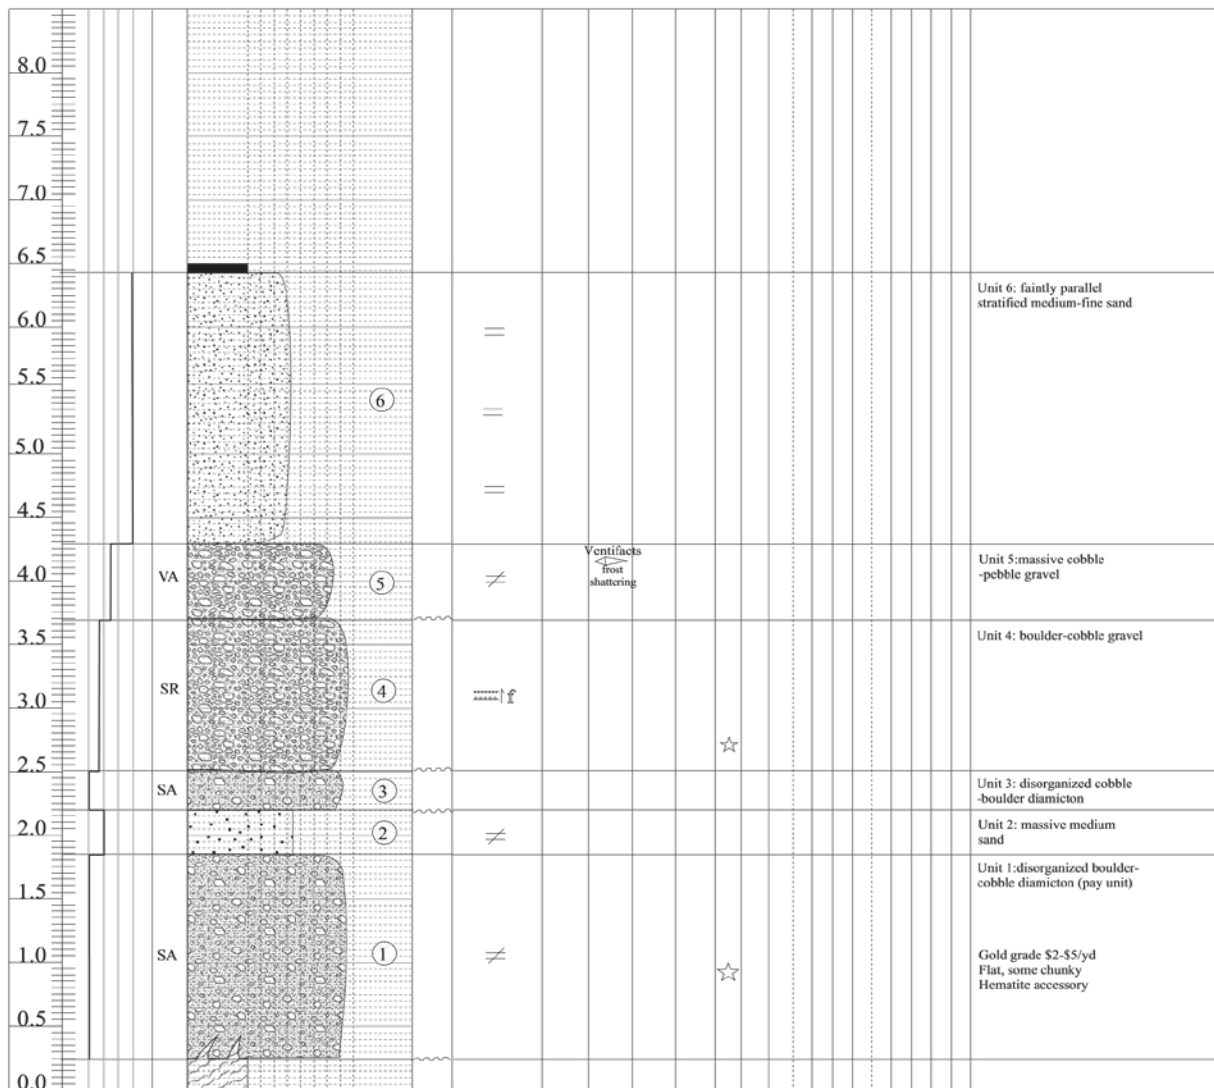 8.0
7.5
7.0
6.5
Unit 6: faintly parallel
stratified medium-fine sand
6.0
5.5
6
5.0
4.5
Ventifacts
frost
shattering
4.0
VA
5
Unit 5:massive cobble
-pebble gravel
3.5
Unit 4: boulder-cobble gravel
SR
4
f
3.0
2.5
SA
3
Unit 3: disorganized cobble
-boulder diamicton
2.0
2
Unit 2: massive medium
sand
1.5
Unit 1:disorganized boulder-
cobble diamicton (pay unit)
1.0
SA
1
Gold grade $2-$5/yd
Flat, some chunky
Hematite accessory
0.5
0.0